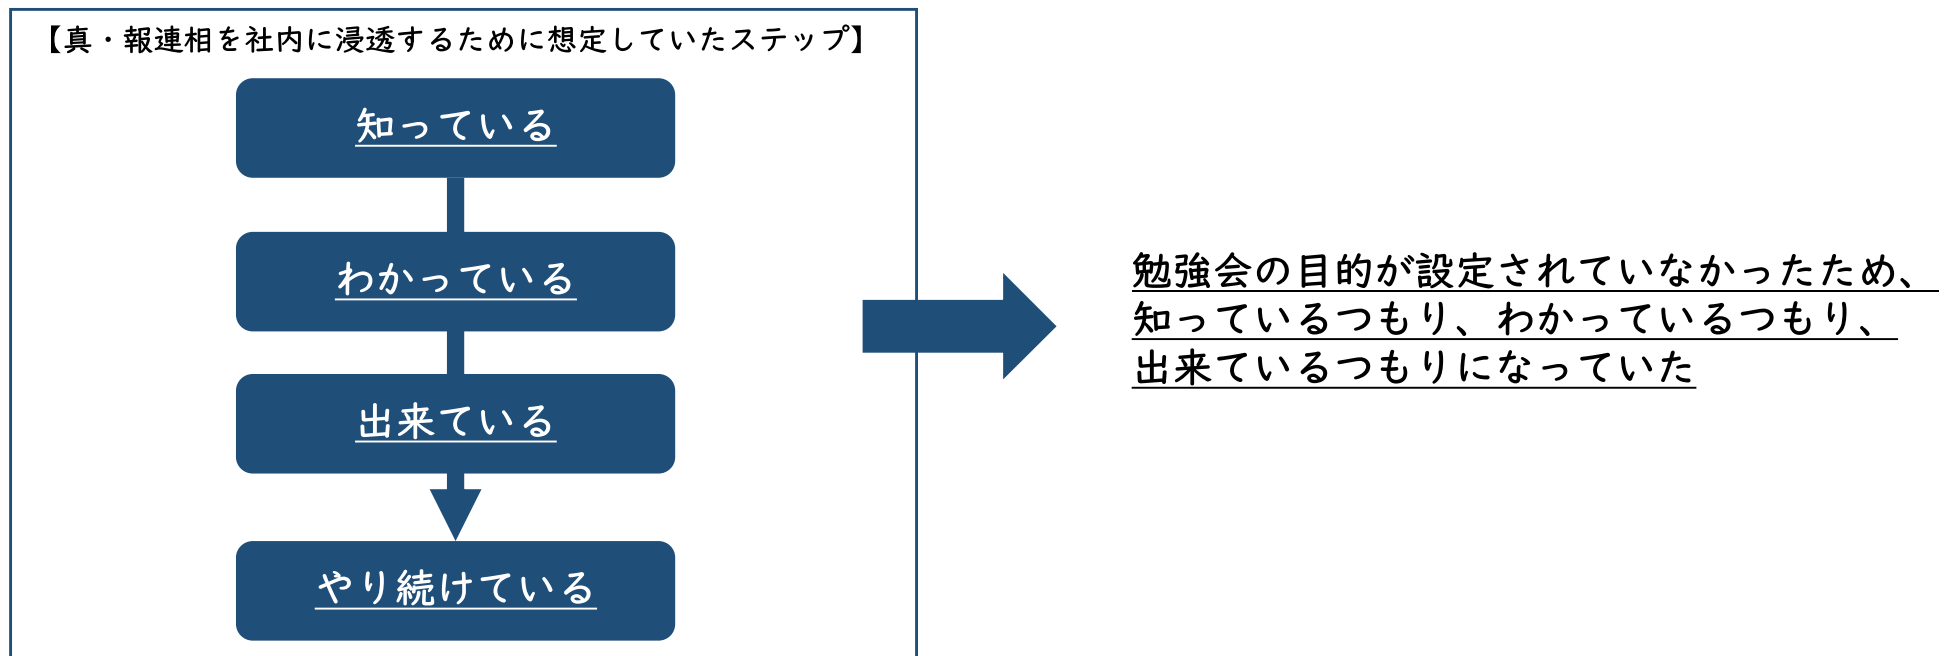 【真・報連相を社内に浸透するために想定していたステップ】
知っている
わかっている
出来ている
やり続けている
勉強会の目的が設定されていなかったため、
知っているつもり、わかっているつもり、
出来ているつもりになっていた